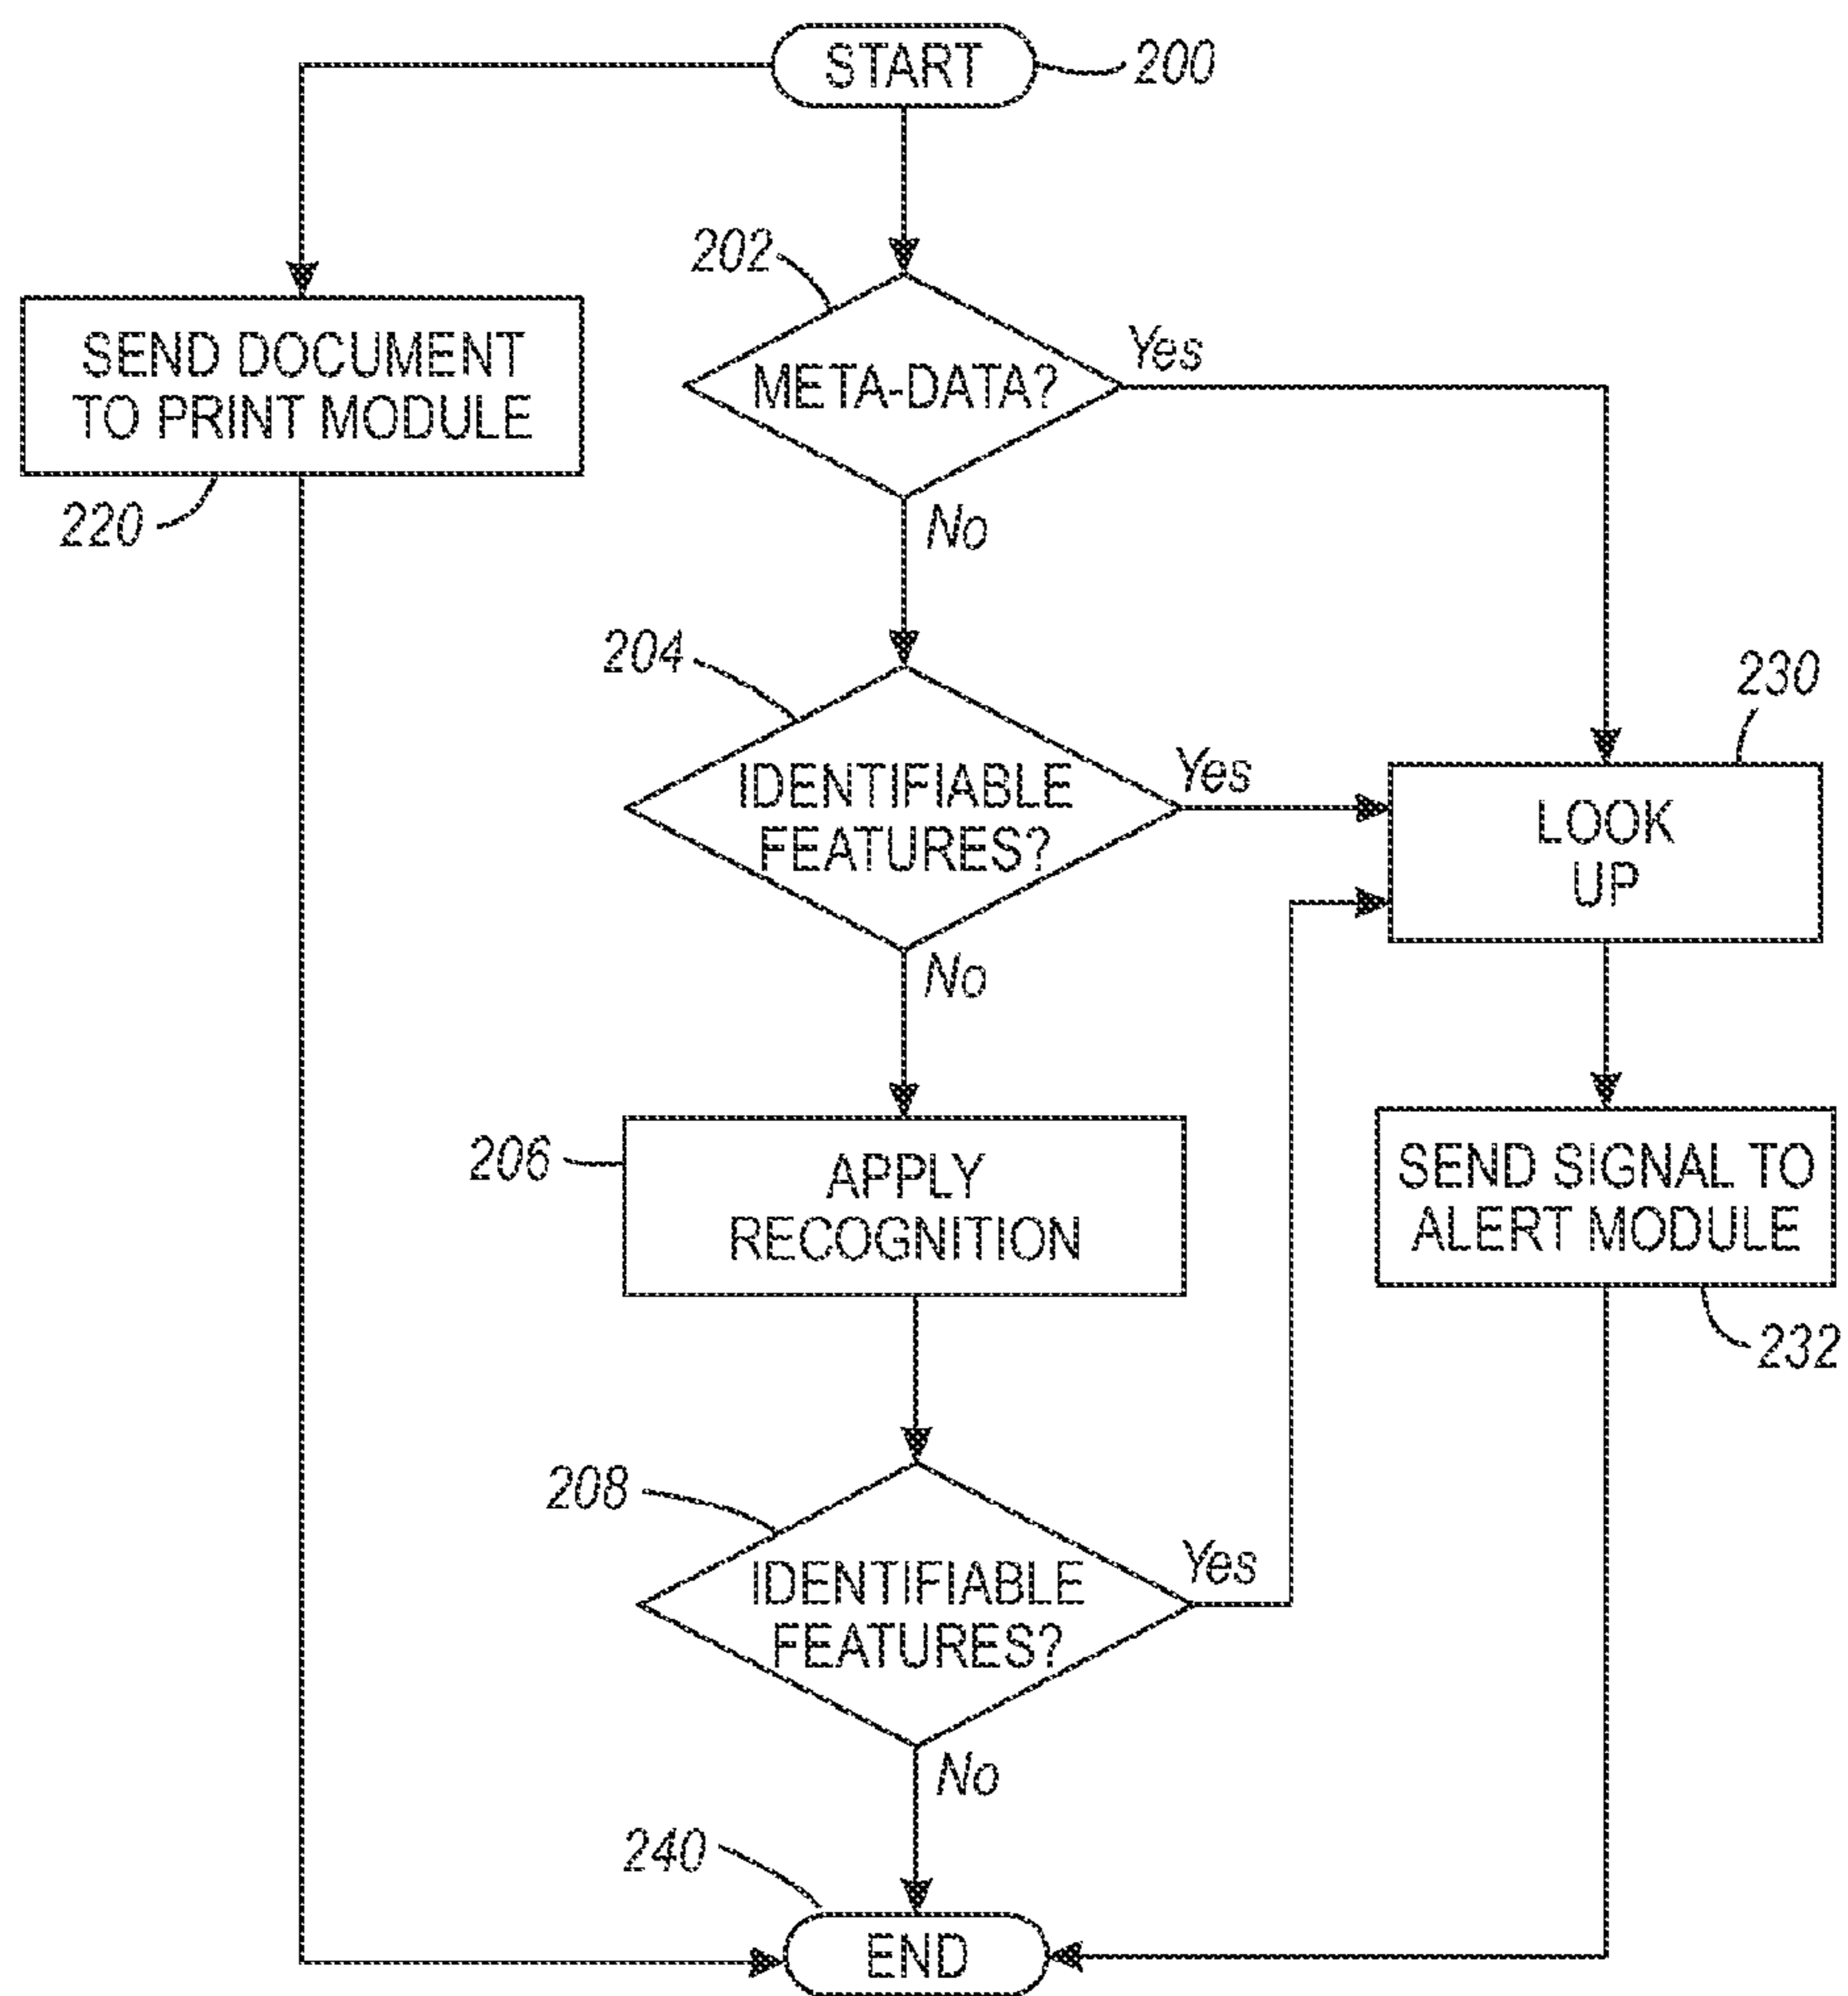 START
200
202
META-DATA?
Yes
SEND DOCUMENT
TO PRINT MODULE
220
No
204
IDENTIFIABLE
FEATURES?
Yes
230
LOOK
UP
No
206
APPLY
RECOGNITION
SEND SIGNAL TO
ALERT MODULE
232
208
IDENTIFIABLE
FEATURES?
Yes
No
240
END